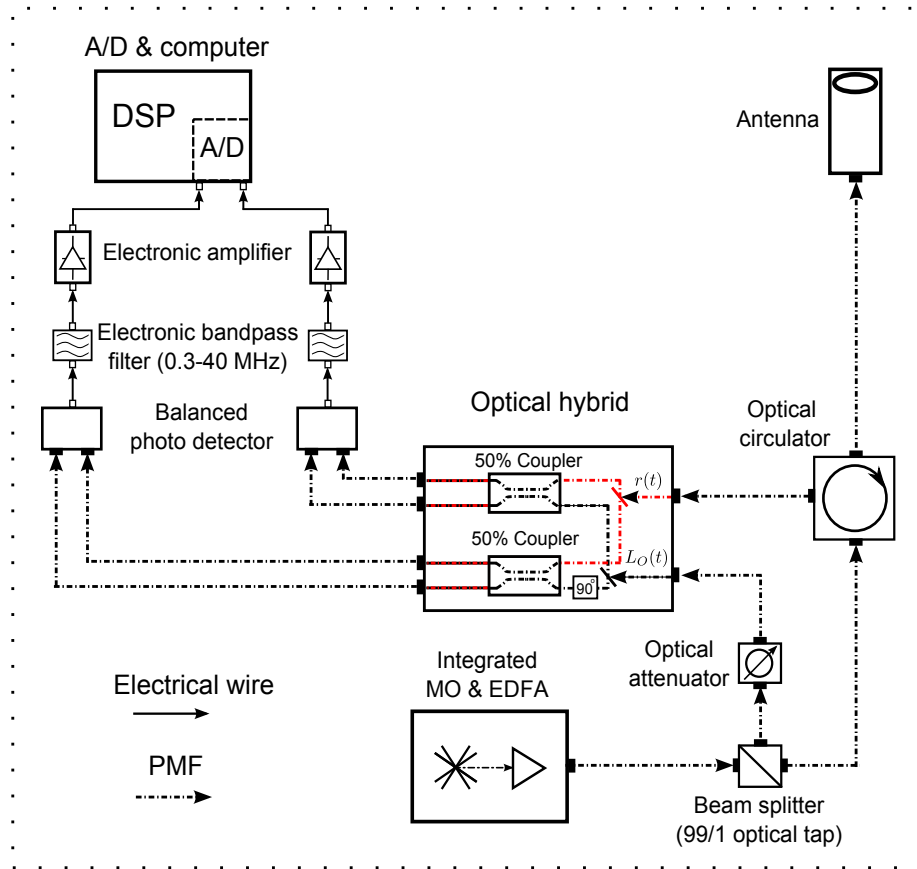 A/D & computer
DSP
A/D
Antenna
Electronic amplifier
Electronic bandpass
filter (0.3-40 MHz)
Balanced
photo detector
Optical hybrid
Optical
circulator
50% Coupler
r(t)
50% Coupler
L_O(t)
90°
Optical
attenuator
Integrated
MO & EDFA
Electrical wire
PMF
Beam splitter
(99/1 optical tap)